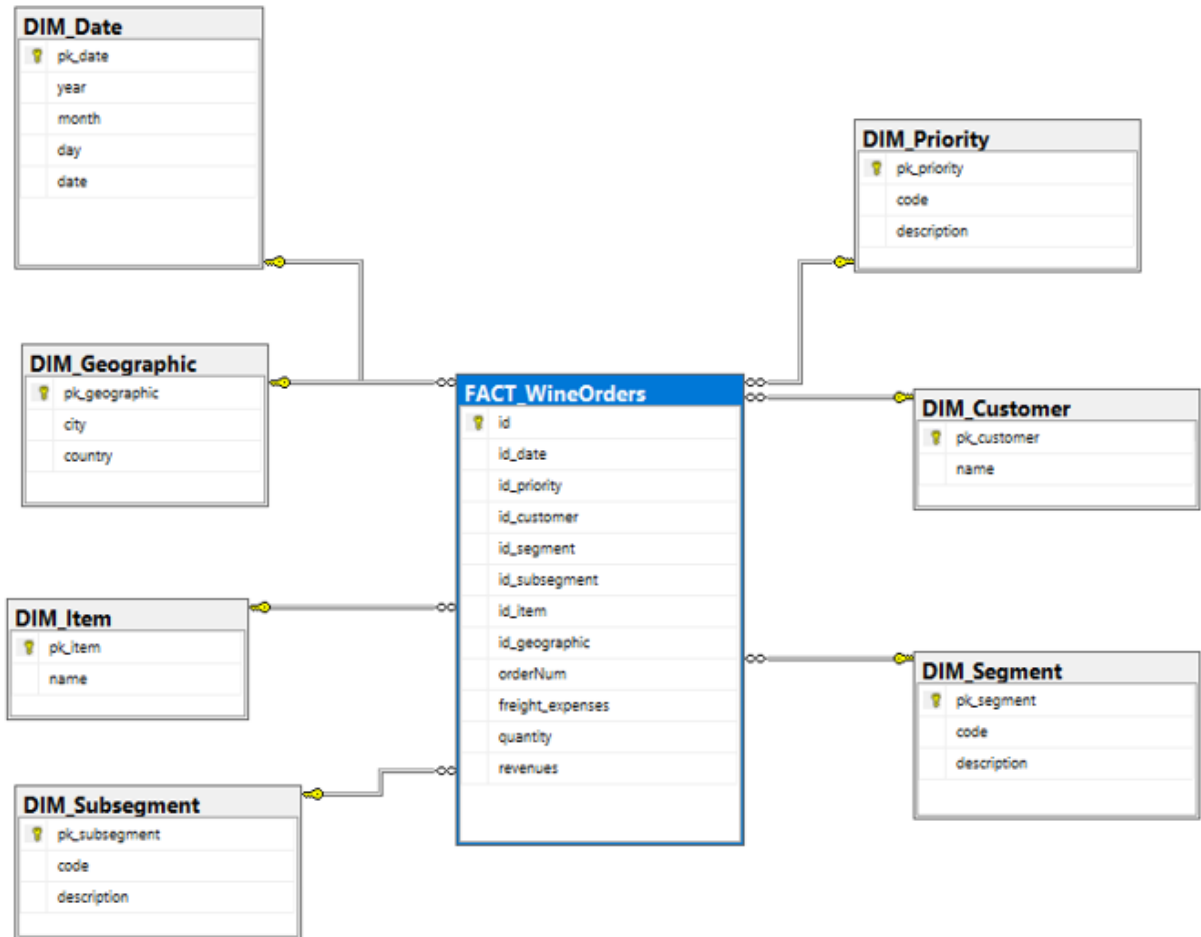 DIM_Date
pk_date
year
month
day
date
DIM_Priority
pk_priority
code
description
DIM_Geographic
pk_geographic
city
country
FACT_WineOrders
id
id_date
id_priority
id_customer
id_segment
id_subsegment
id_item
id_geographic
orderNum
freight_expenses
quantity
revenues
DIM_Customer
pk_customer
name
DIM_Item
pk_item
name
DIM_Segment
pk_segment
code
description
DIM_Subsegment
pk_subsegment
code
description